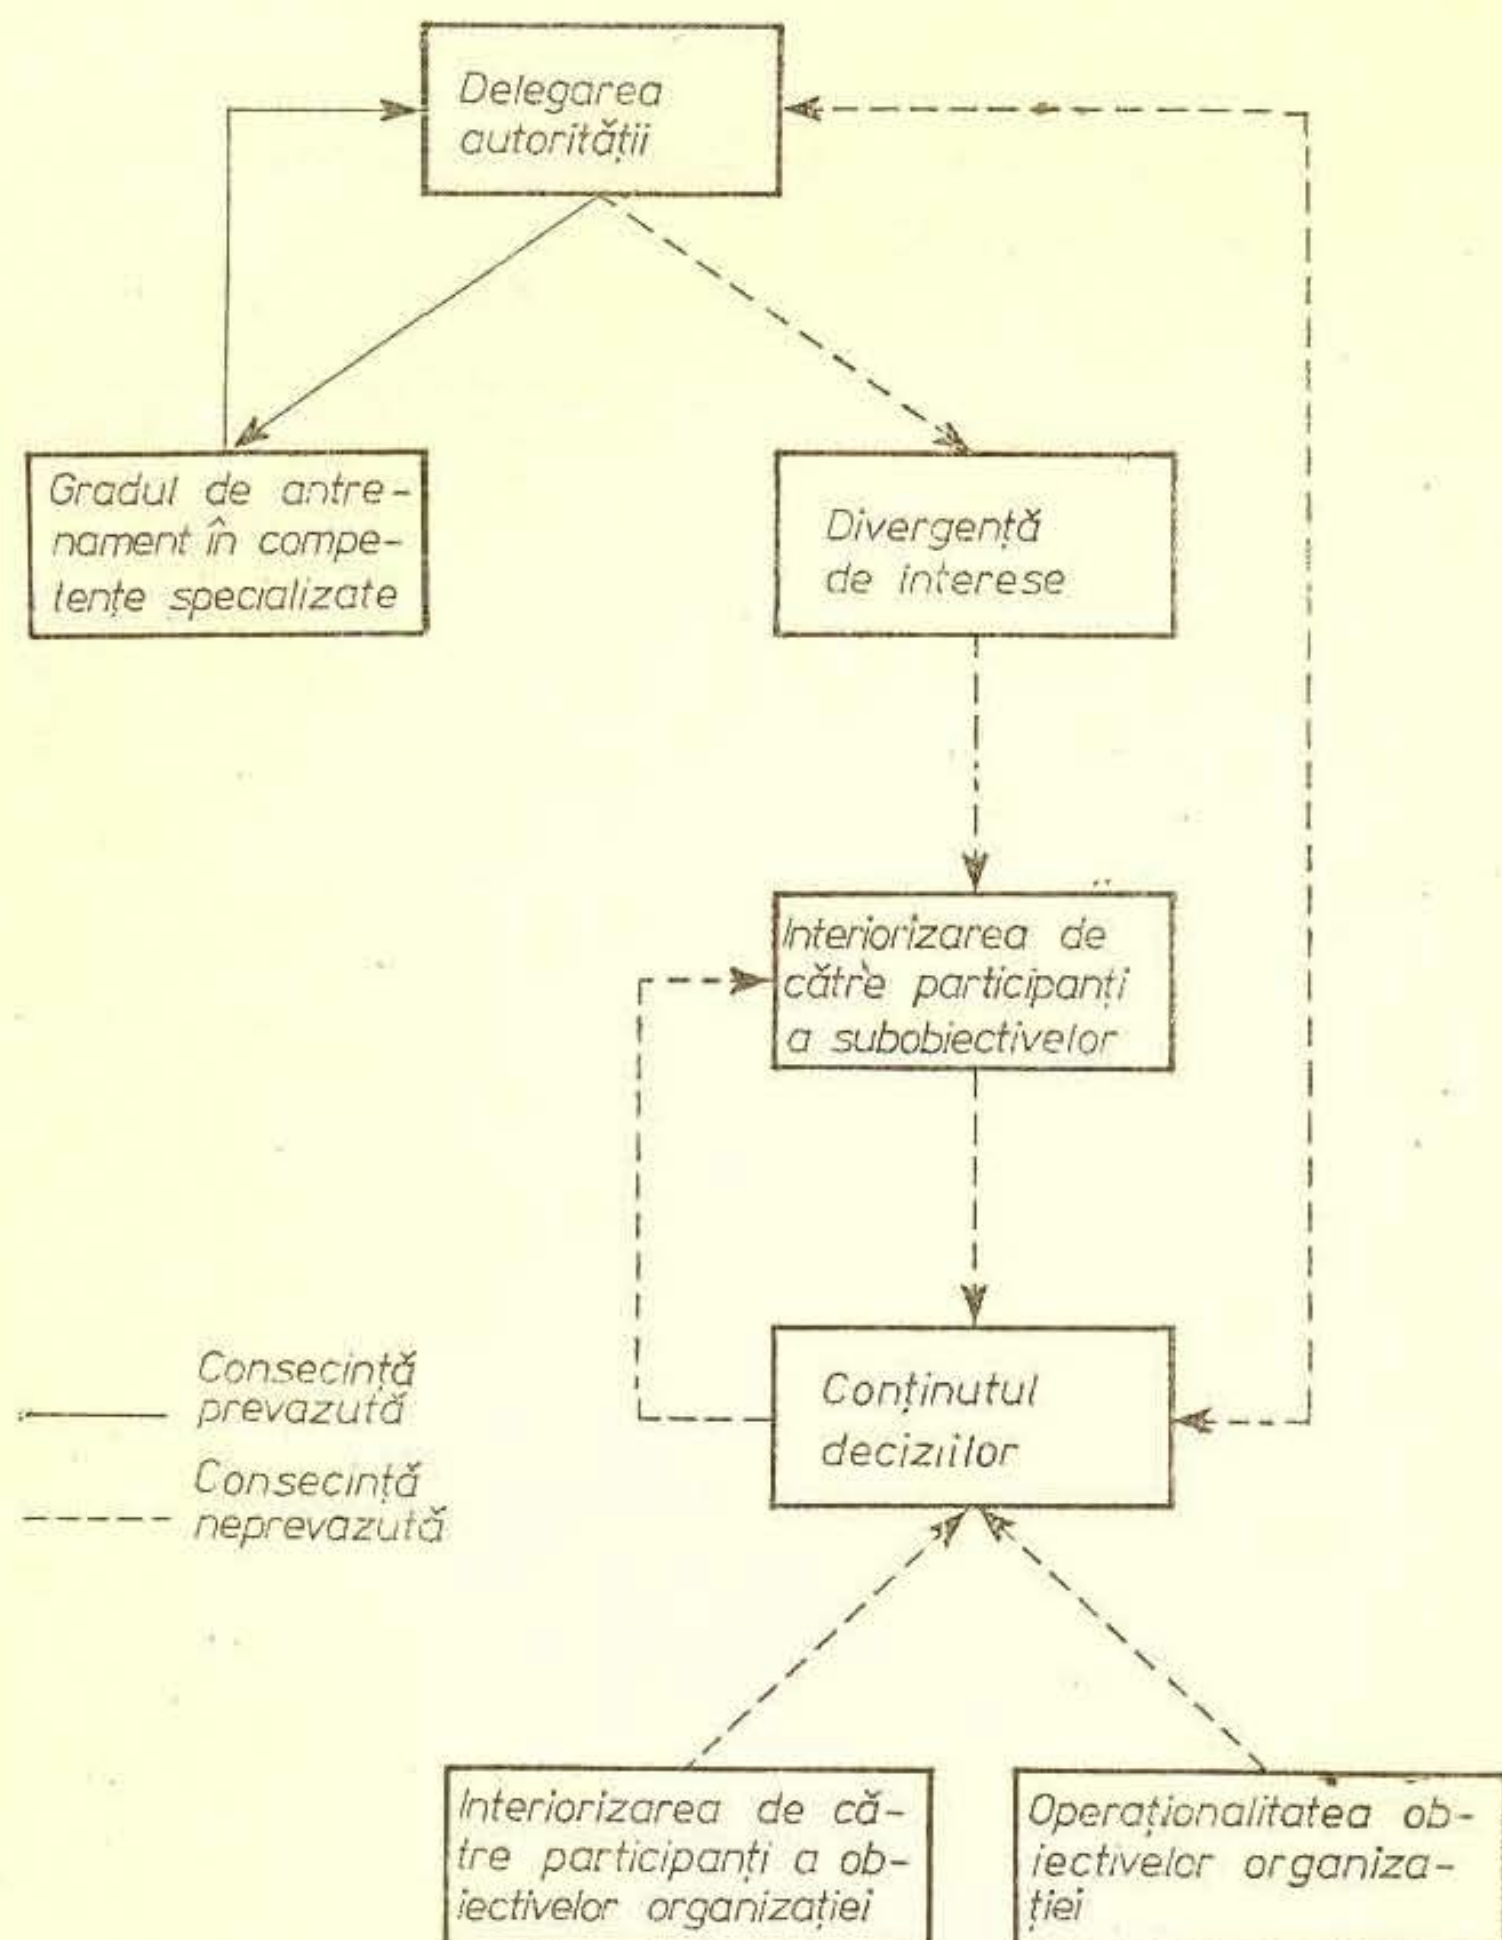 Delegarea
autorității
Gradul de antre-
nament în compe-
tențe specializate
Divergență
de interese
Interiorizarea de
către participanți
a subobiectivelor
Consecință
prevazută
Consecință
neprevazută
Conținutul
deciziilor
Interiorizarea de că-
tre participanți a ob-
iectivelor organizației
Operaționalitatea ob-
iectivelor organiza-
ției